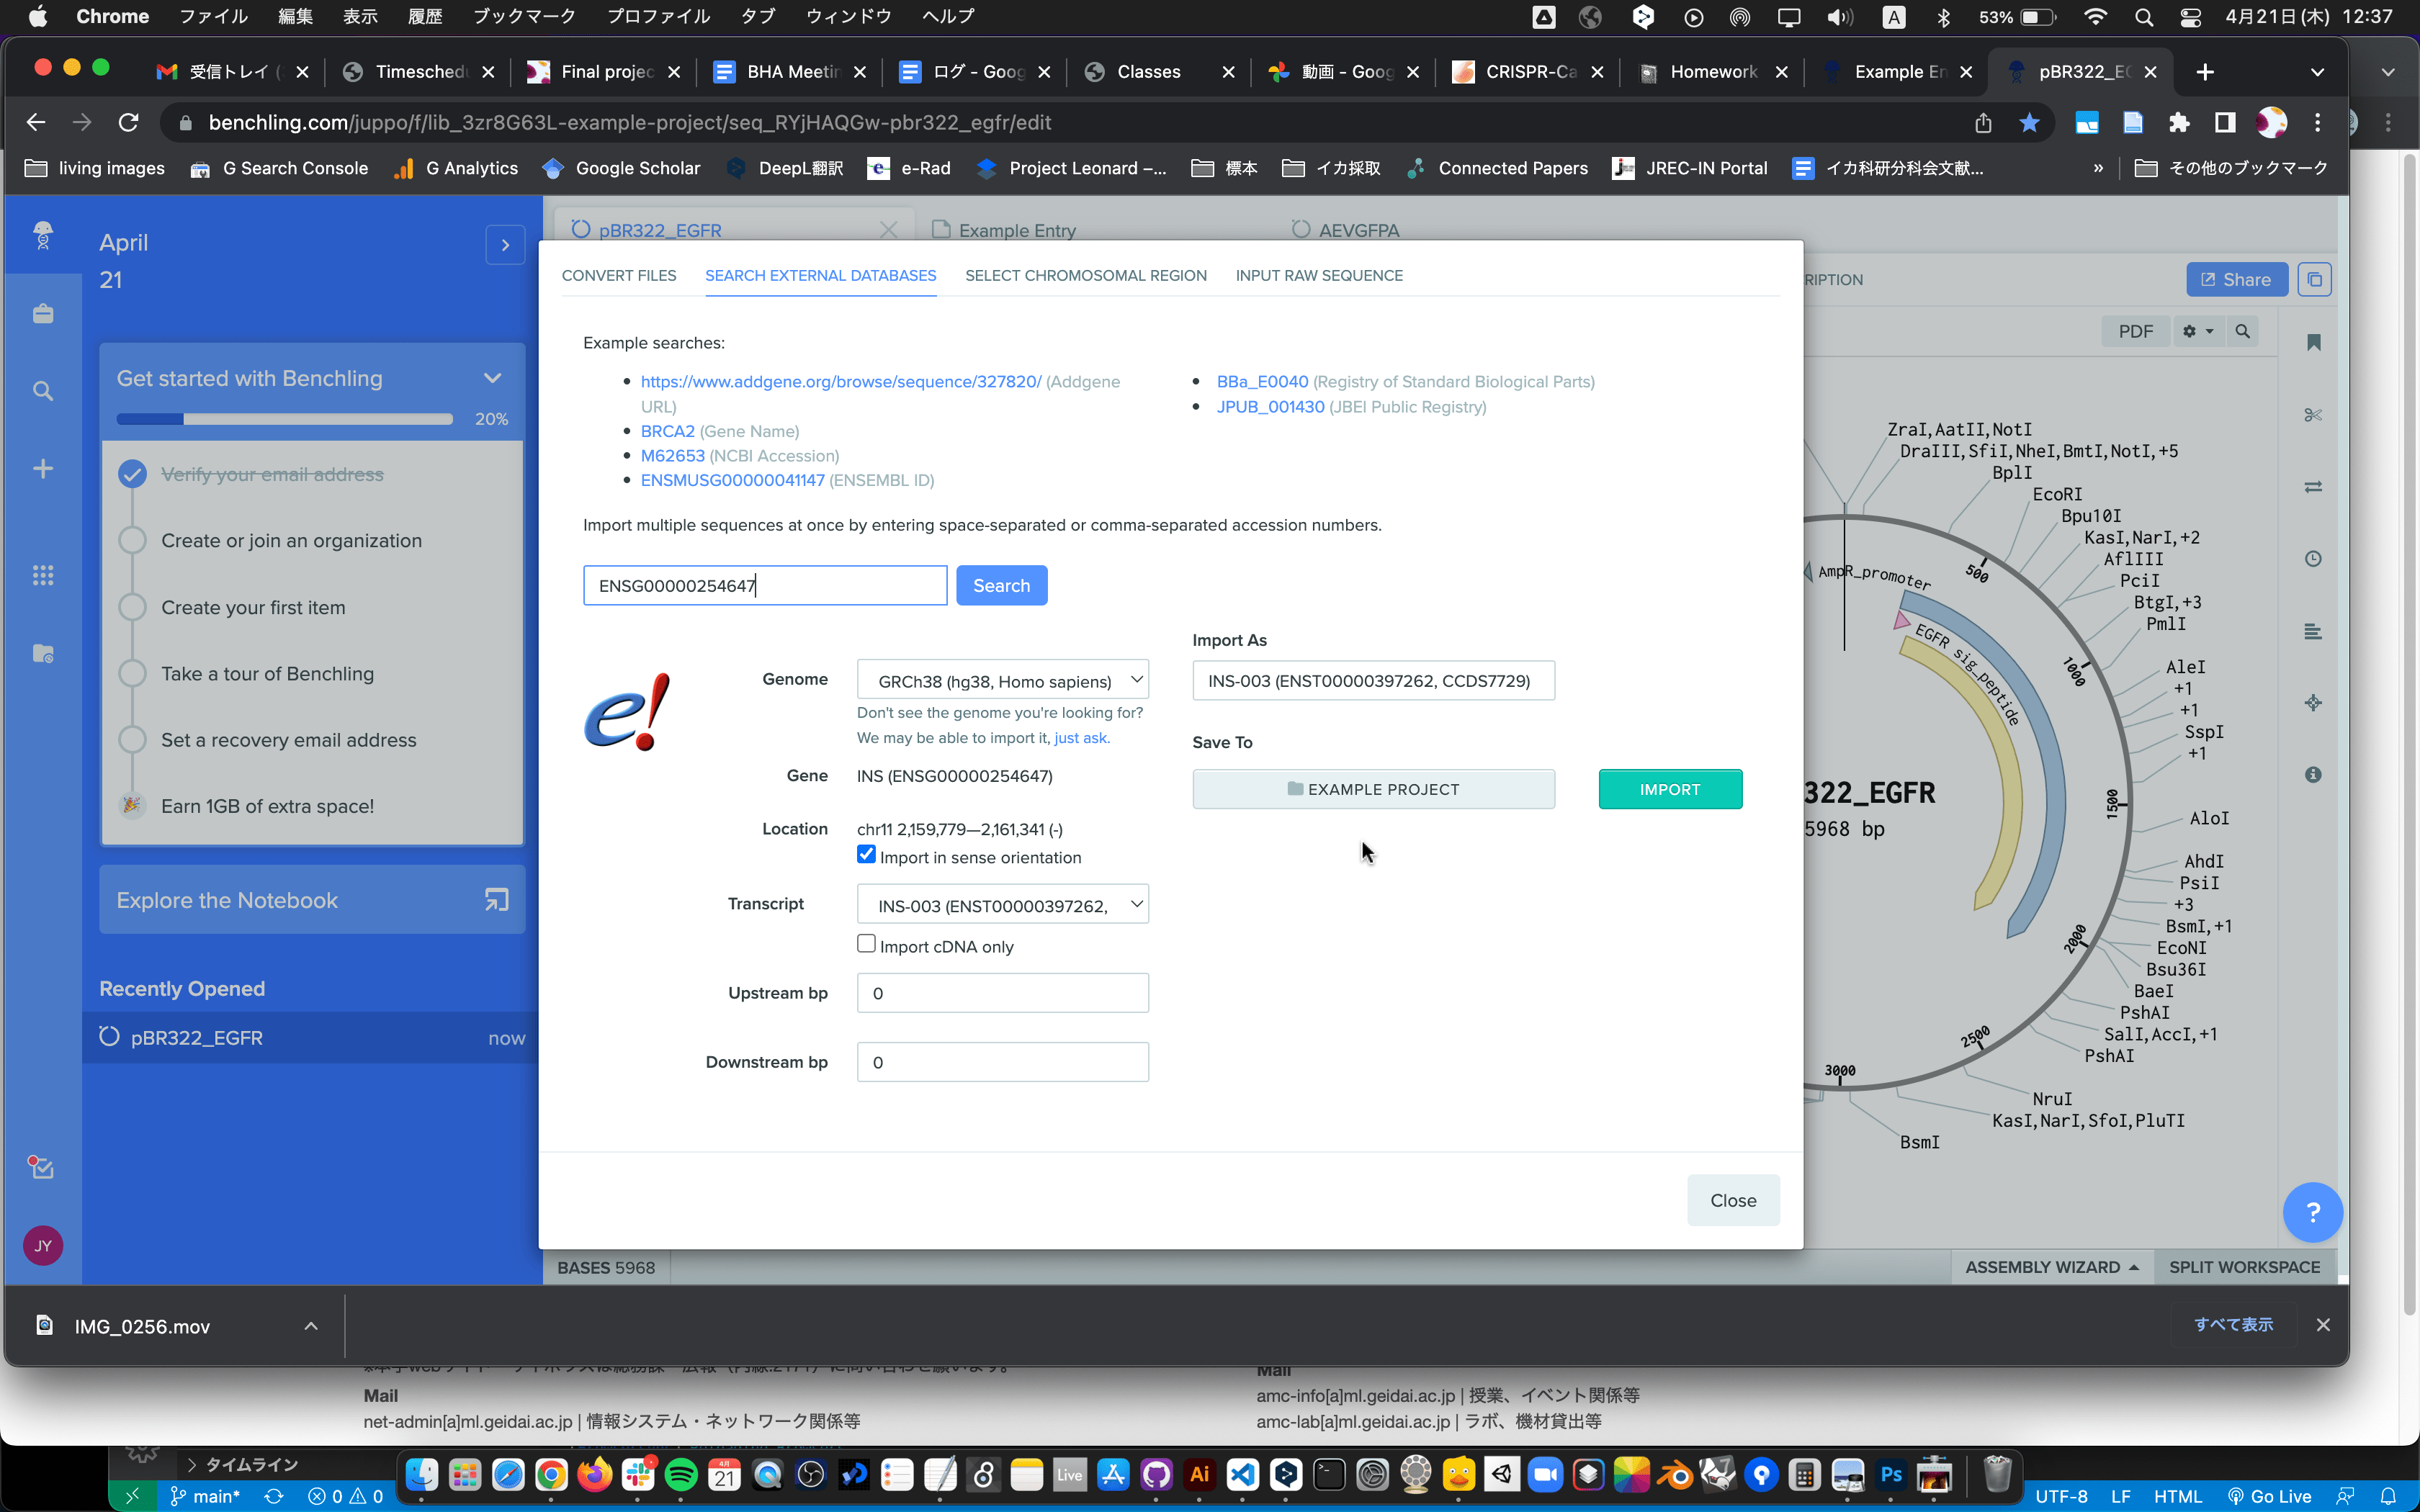 Chrome ファイル 編集 表示 履歴 ブックマーク プロファイル タブ ウィンドウ ヘルプ
A 53% 4月21日(木) 12:37
受信トレイ (
Timeschedu
Final projec
BHA Meetin
ログ - Goog
Classes
動画 - Goog
CRISPR-Ca
Homework
Example En
pBR322_EG
benchling.com/juppo/f/lib_3zr8G63L-example-project/seq_RYjHAQGw-pbr322_egfr/edit
living images G Search Console G Analytics Google Scholar DeepL翻訳 e-Rad Project Leonard –... 標本 イカ採取 Connected Papers JREC-IN Portal イカ科研分科会文献... » その他のブックマーク
April
21
Get started with Benchling
20%
Verify your email address
Create or join an organization
Create your first item
Take a tour of Benchling
Set a recovery email address
Earn 1GB of extra space!
Explore the Notebook
Recently Opened
pBR322_EGFR now
JY
pBR322_EGFR
Example Entry
AEVGFPA
CONVERT FILES SEARCH EXTERNAL DATABASES SELECT CHROMOSOMAL REGION INPUT RAW SEQUENCE
Example searches:
https://www.addgene.org/browse/sequence/327820/ (Addgene
URL)
BRCA2 (Gene Name)
M62653 (NCBI Accession)
ENSMUSG00000041147 (ENSEMBL ID)
BBa_E0040 (Registry of Standard Biological Parts)
JPUB_001430 (JBEI Public Registry)
Import multiple sequences at once by entering space-separated or comma-separated accession numbers.
ENSG00000254647
Search
e!
Genome
GRCh38 (hg38, Homo sapiens)
Don't see the genome you're looking for?
We may be able to import it, just ask.
Gene
INS (ENSG00000254647)
Location
chr11 2,159,779—2,161,341 (-)
Import in sense orientation
Transcript
INS-003 (ENST00000397262,
Import cDNA only
Upstream bp
0
Downstream bp
0
Import As
INS-003 (ENST00000397262, CCDS7729)
Save To
EXAMPLE PROJECT
IMPORT
Close
RIPTION
Share
PDF
ZraI,AatII,NotI
DraIII,SfiI,NheI,BmtI,NotI,+5
BplI
EcoRI
Bpu10I
KasI,NarI,+2
AflIII
PciI
BtgI,+3
PmlI
AleI
+1
+1
SspI
+1
AloI
AhdI
PsiI
+3
BsmI,+1
EcoNI
Bsu36I
BaeI
PshAI
SalI,AccI,+1
PshAI
NruI
KasI,NarI,SfoI,PluTI
BsmI
500
1000
1500
2000
2500
3000
AmpR_promoter
EGFR sig_peptide
322_EGFR
5968 bp
?
BASES 5968
ASSEMBLY WIZARD
SPLIT WORKSPACE
IMG_0256.mov
すべて表示
Mail
net-admin[a]ml.geidai.ac.jp | 情報システム・ネットワーク関係等
Mail
amc-info[a]ml.geidai.ac.jp | 授業、イベント関係等
amc-lab[a]ml.geidai.ac.jp | ラボ、機材貸出等
タイムライン
main*
0
0
4月
21
Live
Ai
Ps
UTF-8 LF HTML Go Live